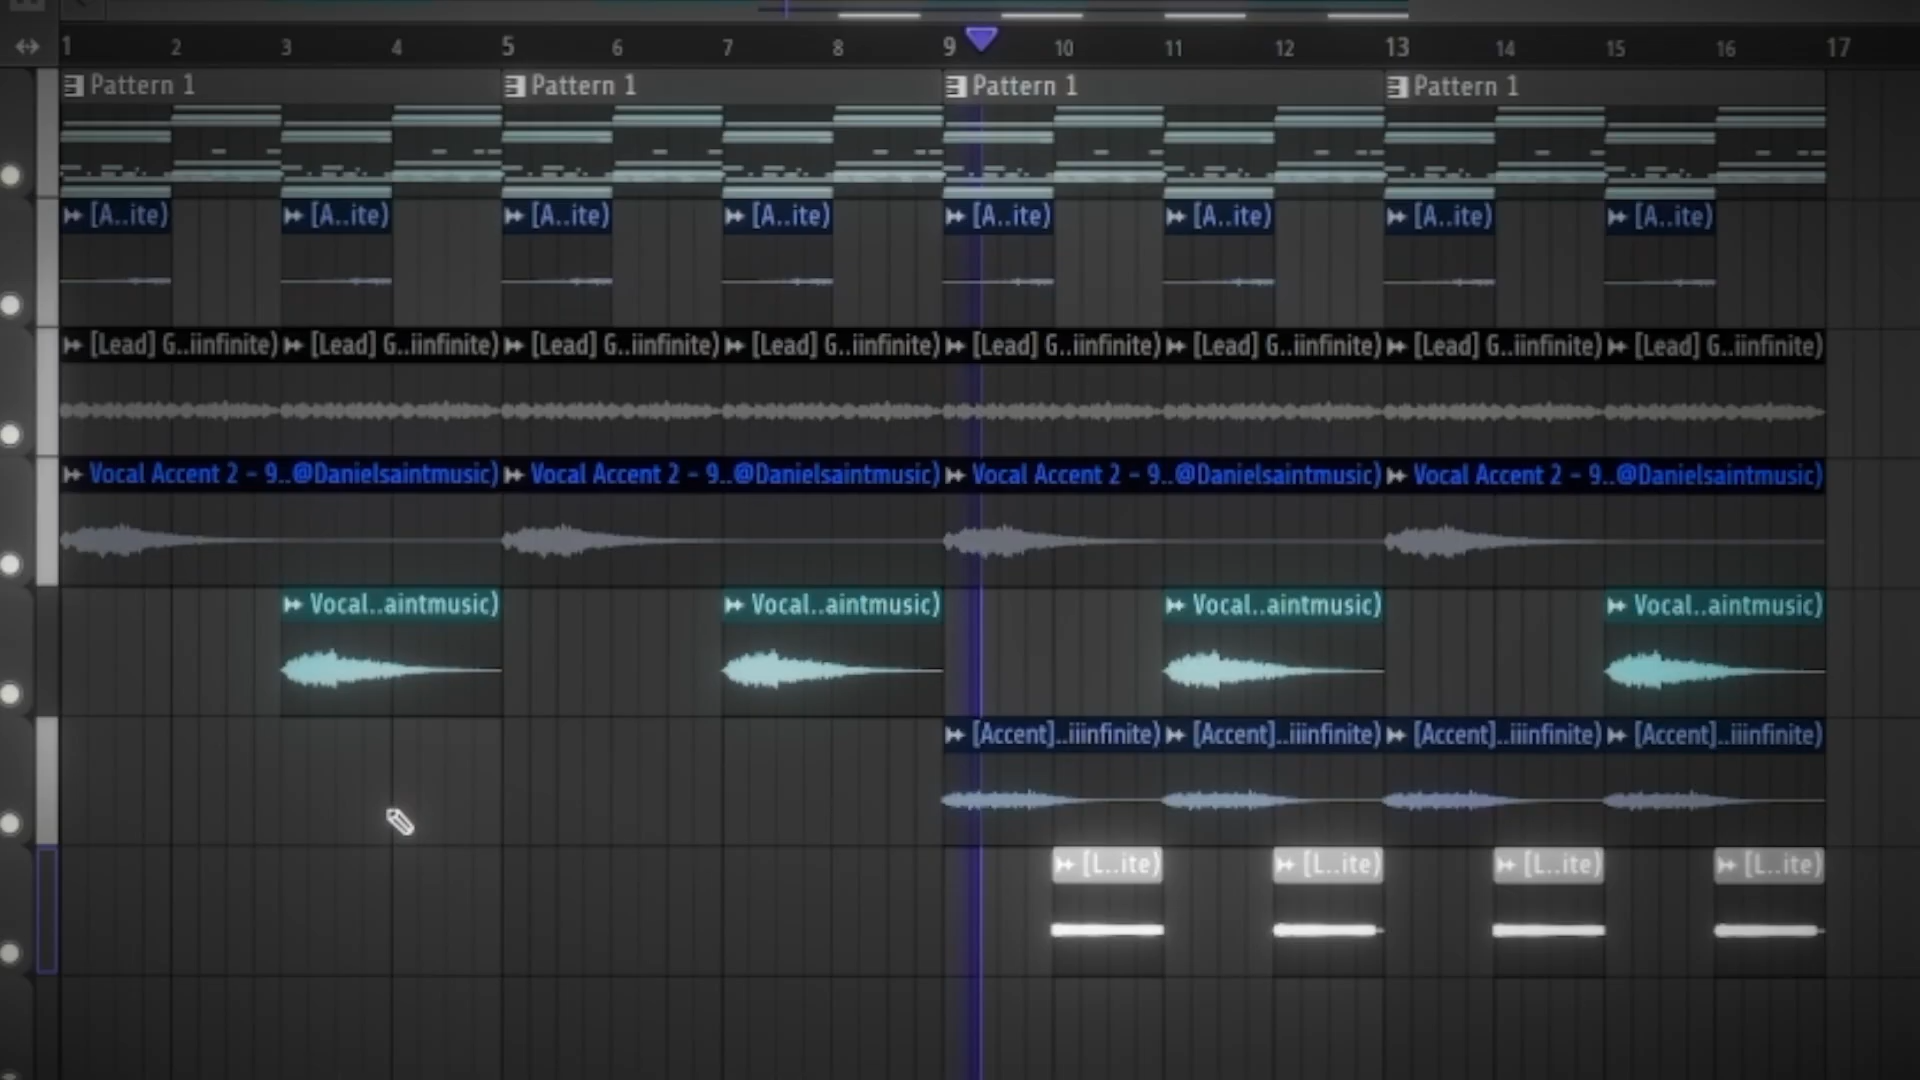 1 2 3 4 5 6 7 8 9 10 11 12 13 14 15 16 17
Pattern 1 Pattern 1 Pattern 1 Pattern 1
[A..ite) [A..ite) [A..ite) [A..ite) [A..ite) [A..ite) [A..ite) [A..ite)
[Lead] G..iinfinite) [Lead] G..iinfinite) [Lead] G..iinfinite) [Lead] G..iinfinite) [Lead] G..iinfinite) [Lead] G..iinfinite) [Lead] G..iinfinite) [Lead] G..iinfinite)
Vocal Accent 2 - 9..@Danielsaintmusic) Vocal Accent 2 - 9..@Danielsaintmusic) Vocal Accent 2 - 9..@Danielsaintmusic) Vocal Accent 2 - 9..@Danielsaintmusic)
Vocal..aintmusic) Vocal..aintmusic) Vocal..aintmusic) Vocal..aintmusic)
[Accent]..iiinfinite) [Accent]..iiinfinite) [Accent]..iiinfinite) [Accent]..iiinfinite)
[L..ite) [L..ite) [L..ite) [L..ite)